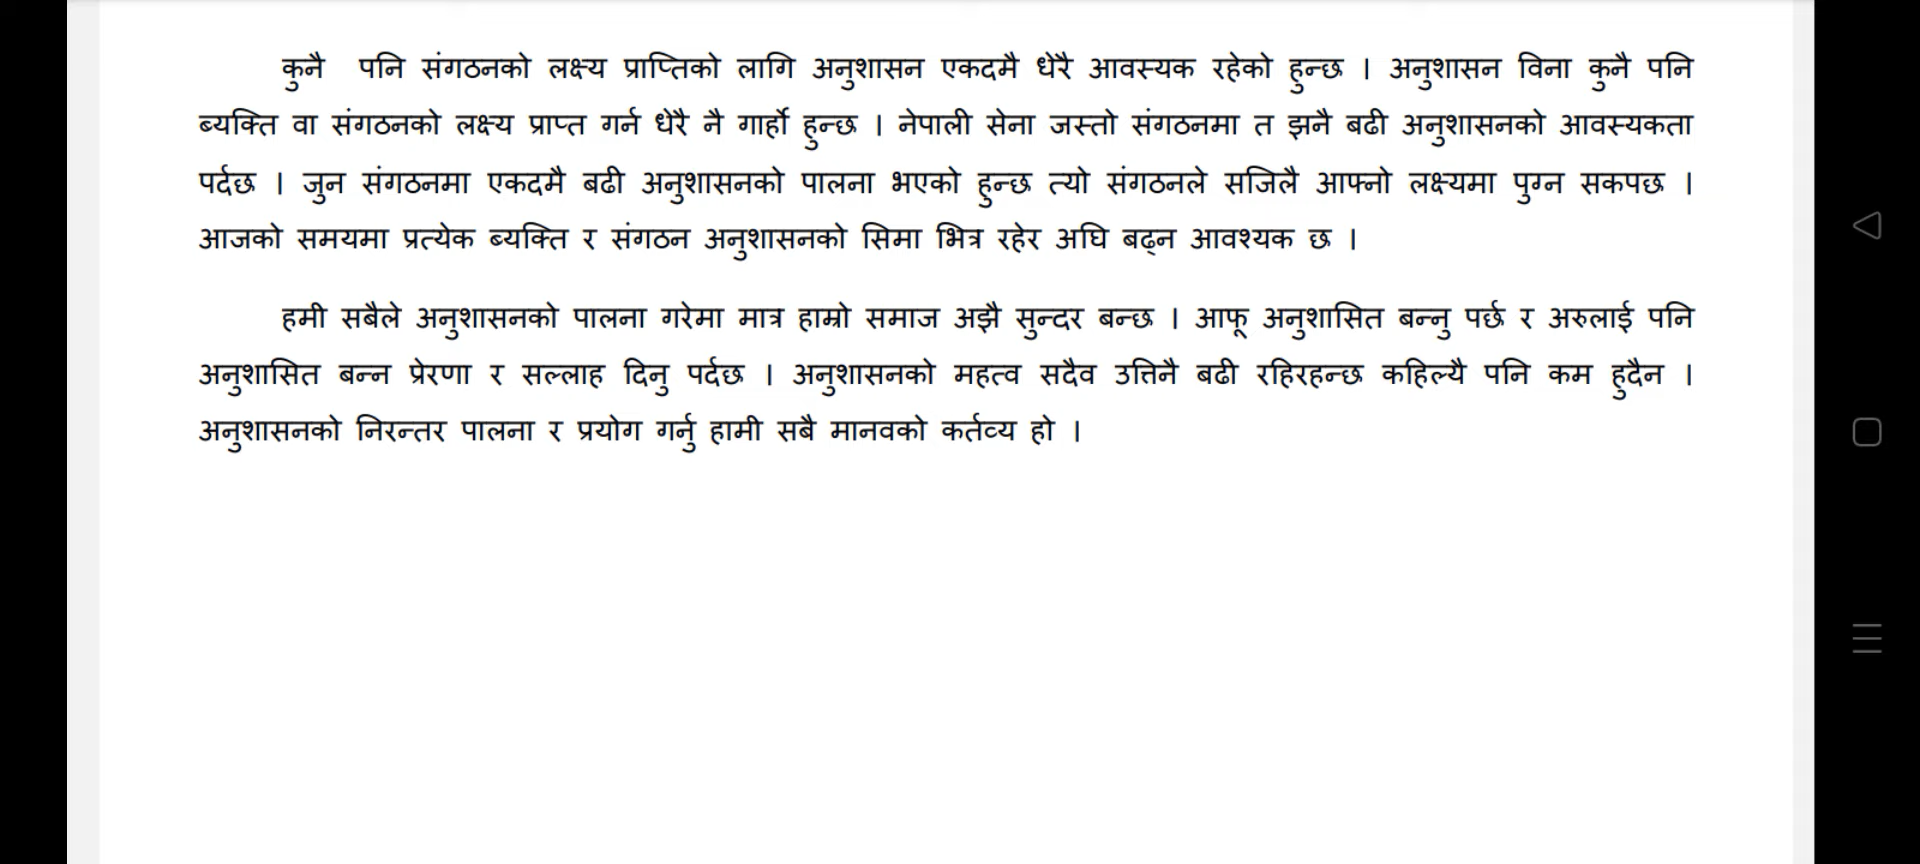 कुनै पनि संगठनको लक्ष्य प्राप्तिको लागि अनुशासन एकदमै धेरै आवस्यक रहेको हुन्छ । अनुशासन विना कुनै पनि
ब्यक्ति वा संगठनको लक्ष्य प्राप्त गर्न धेरै नै गार्हो हुन्छ । नेपाली सेना जस्तो संगठनमा त झनै बढी अनुशासनको आवस्यकता
पर्दछ । जुन संगठनमा एकदमै बढी अनुशासनको पालना भएको हुन्छ त्यो संगठनले सजिलै आफ्नो लक्ष्यमा पुग्न सकपछ ।
आजको समयमा प्रत्येक ब्यक्ति र संगठन अनुशासनको सिमा भित्र रहेर अघि बढ्न आवश्यक छ ।
हमी सबैले अनुशासनको पालना गरेमा मात्र हाम्रो समाज अझै सुन्दर बन्छ । आफू अनुशासित बन्नु पर्छ र अरुलाई पनि
अनुशासित बन्न प्रेरणा र सल्लाह दिनु पर्दछ । अनुशासनको महत्व सदैव उत्तिनै बढी रहिरहन्छ कहिल्यै पनि कम हुदैन ।
अनुशासनको निरन्तर पालना र प्रयोग गर्नु हामी सबै मानवको कर्तव्य हो ।